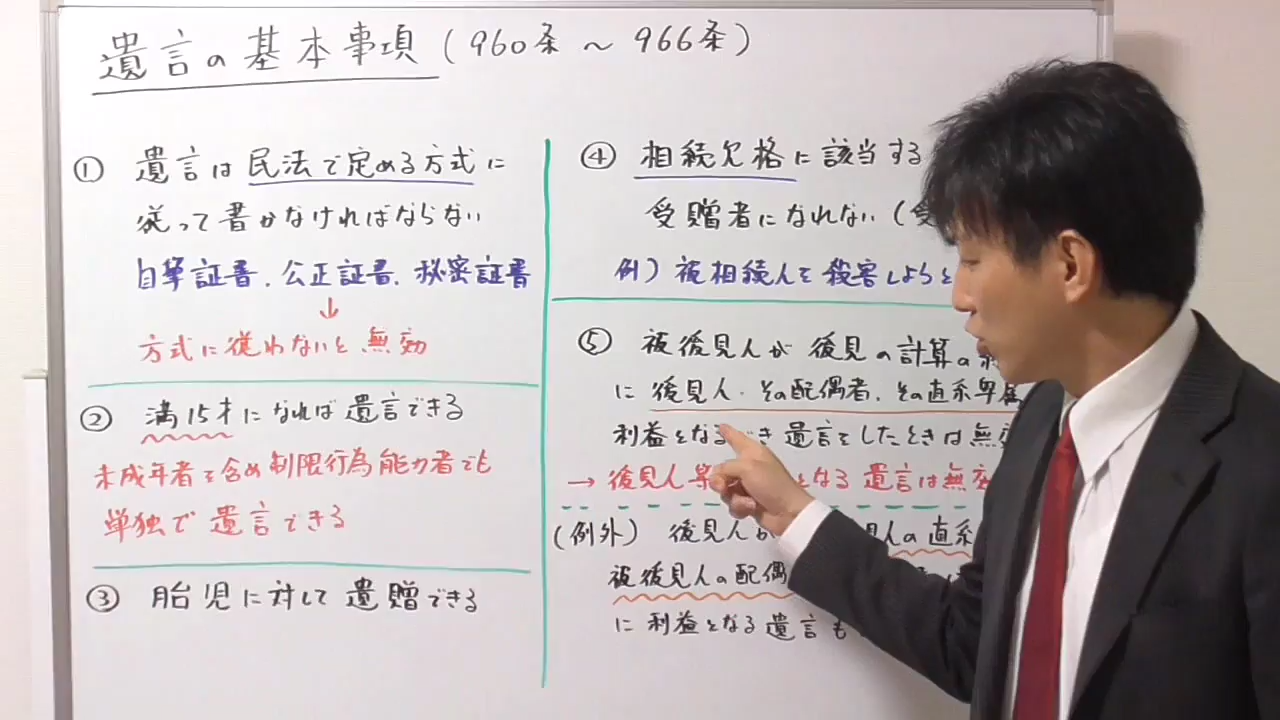 遺言の基本事項(960条～966条)
① 遺言は民法で定める方式に
従って書かなければならない
自筆証書、公正証書、秘密証書
↓
方式に従わないと無効
② 満15才になれば遺言できる
未成年者を含め制限行為能力者でも
単独で遺言できる
③ 胎児に対して遺贈できる
④ 相続欠格に該当する
受贈者になれない(受
例)被相続人を殺害しようと
⑤ 被後見人が後見の計算の
に後見人、その配偶者、その直系卑属
利益となるべき遺言をしたときは無効
→ 後見人等 となる遺言は無効
(例外) 後見人が 見人の直系
被後見人の配偶
に利益となる遺言も